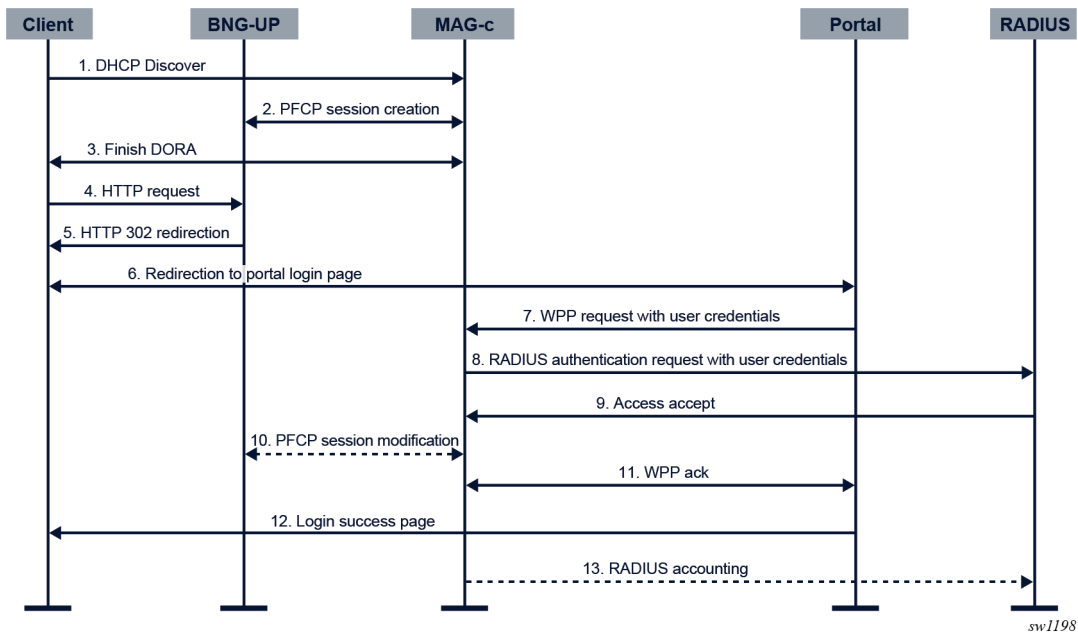 Client
BNG-UP
MAG-c
Portal
RADIUS
1. DHCP Discover
2. PFCP session creation
3. Finish DORA
4. HTTP request
5. HTTP 302 redirection
6. Redirection to portal login page
7. WPP request with user credentials
8. RADIUS authentication request with user credentials
9. Access accept
10. PFCP session modification
11. WPP ack
12. Login success page
13. RADIUS accounting
sw1198